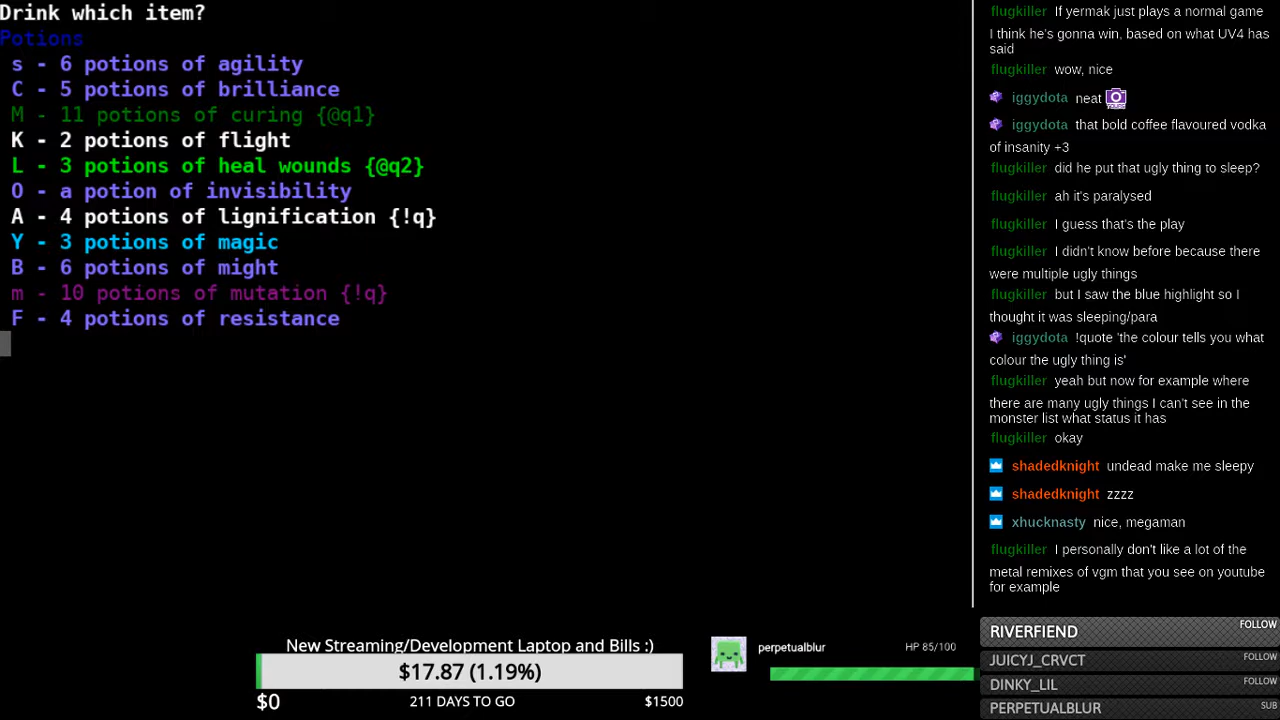 Drink which item?
Potions
s - 6 potions of agility
C - 5 potions of brilliance
M - 11 potions of curing {@q1}
K - 2 potions of flight
L - 3 potions of heal wounds {@q2}
O - a potion of invisibility
A - 4 potions of lignification {!q}
Y - 3 potions of magic
B - 6 potions of might
m - 10 potions of mutation {!q}
F - 4 potions of resistance
flugkiller If yermak just plays a normal game
I think he's gonna win, based on what UV4 has
said
flugkiller wow, nice
iggydota neat
iggydota that bold coffee flavoured vodka
of insanity +3
flugkiller did he put that ugly thing to sleep?
flugkiller ah it's paralysed
flugkiller I guess that's the play
flugkiller I didn't know before because there
were multiple ugly things
flugkiller but I saw the blue highlight so I
thought it was sleeping/para
iggydota !quote 'the colour tells you what
colour the ugly thing is'
flugkiller yeah but now for example where
there are many ugly things I can't see in the
monster list what status it has
flugkiller okay
shadedknight undead make me sleepy
shadedknight zzzz
xhucknasty nice, megaman
flugkiller I personally don't like a lot of the
metal remixes of vgm that you see on youtube
for example
New Streaming/Development Laptop and Bills :)
$17.87 (1.19%)
$0 211 DAYS TO GO $1500
perpetualblur HP 85/100
RIVERFIEND FOLLOW
JUICYJ_CRVCT FOLLOW
DINKY_LIL FOLLOW
PERPETUALBLUR SUB